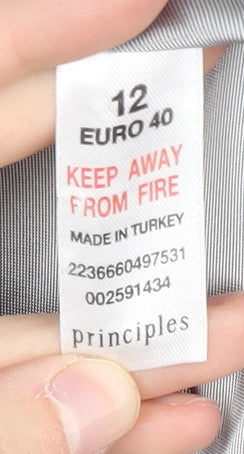 12
EURO 40
KEEP AWAY
FROM FIRE
MADE IN TURKEY
2236660497531
002591434
principles